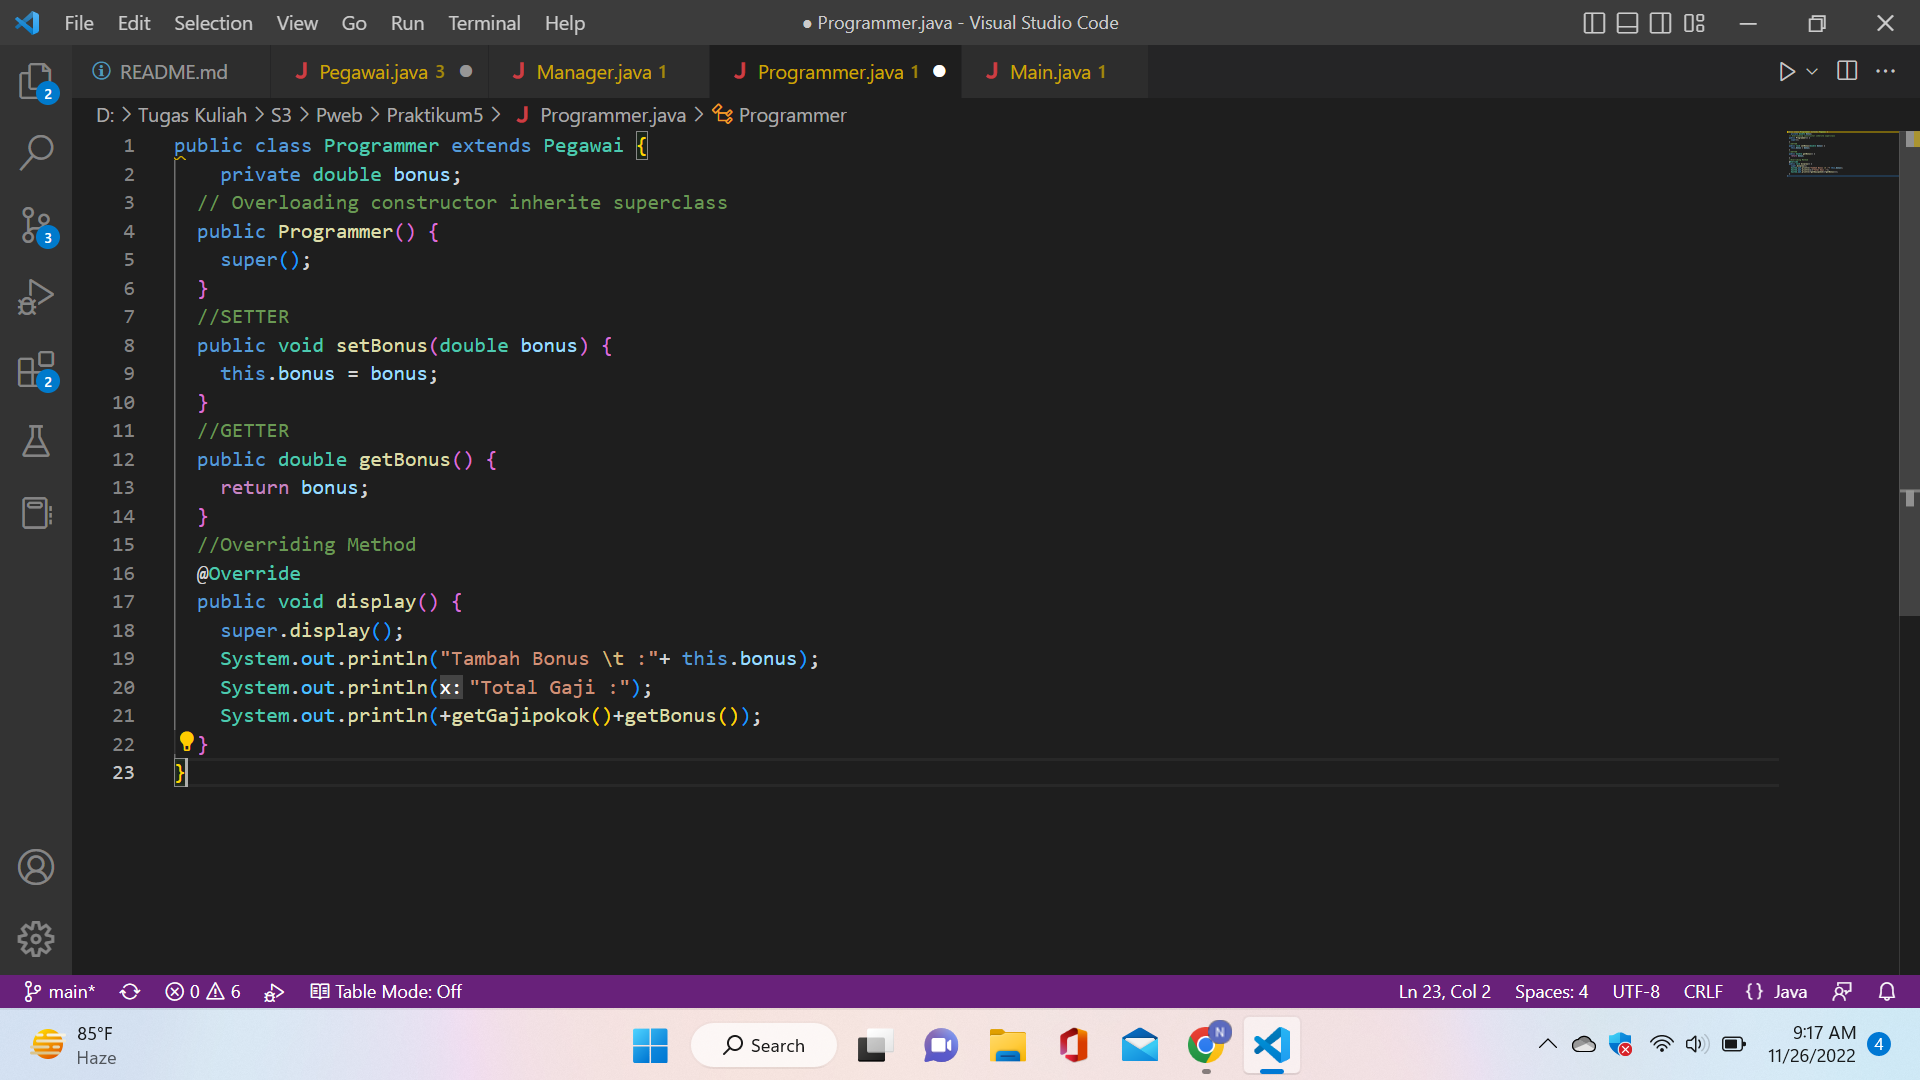 File Edit Selection View Go Run Terminal Help
● Programmer.java - Visual Studio Code
README.md
J Pegawai.java 3 ●
J Manager.java 1
J Programmer.java 1 ●
J Main.java 1
D: > Tugas Kuliah > S3 > Pweb > Praktikum5 > J Programmer.java > Programmer
1 public class Programmer extends Pegawai {
2 private double bonus;
3 // Overloading constructor inherite superclass
4 public Programmer() {
5 super();
6 }
7 //SETTER
8 public void setBonus(double bonus) {
9 this.bonus = bonus;
10 }
11 //GETTER
12 public double getBonus() {
13 return bonus;
14 }
15 //Overriding Method
16 @Override
17 public void display() {
18 super.display();
19 System.out.println("Tambah Bonus \t :"+ this.bonus);
20 System.out.println(x: "Total Gaji :");
21 System.out.println(+getGajipokok()+getBonus());
22 }
23 }
2
3
2
main* 0 6 Table Mode: Off
Ln 23, Col 2 Spaces: 4 UTF-8 CRLF {} Java
85°F
Haze
Search
N
9:17 AM
11/26/2022
4